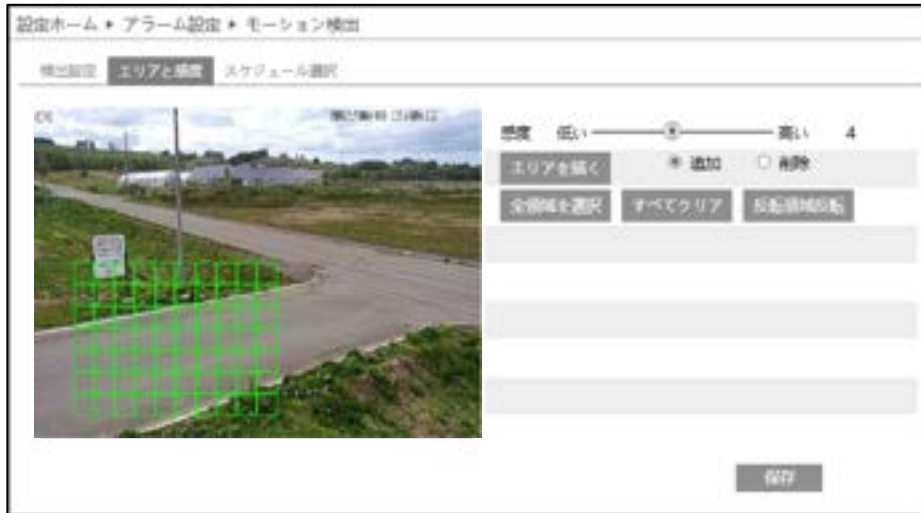 設定ホーム ▸ アラーム設定 ▸ モーション検出
検出設定 エリアと感度 スケジュール選択
感度 低い 高い 4
エリアを描く 追加 削除
全領域を選択 すべてクリア 反転領域反転
保存